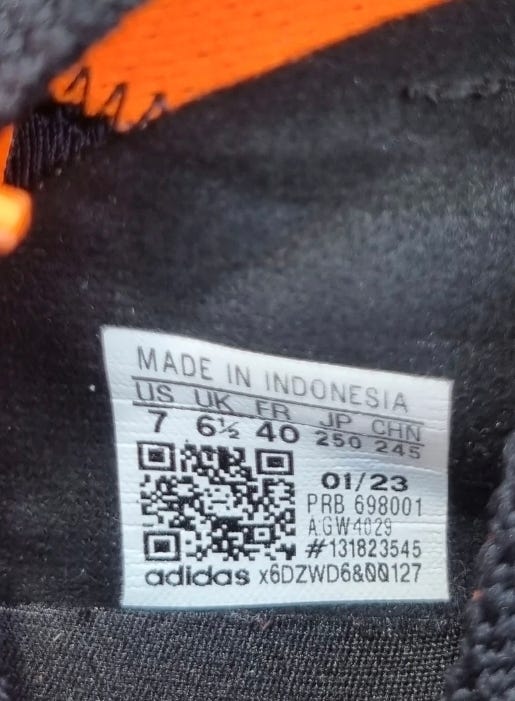 MADE IN INDONESIA
US UK FR JP CHN
7 6½ 40 250 245
01/23
PRB 698001
A.GW4029
#131823545
adidas x6DZWD6&00127